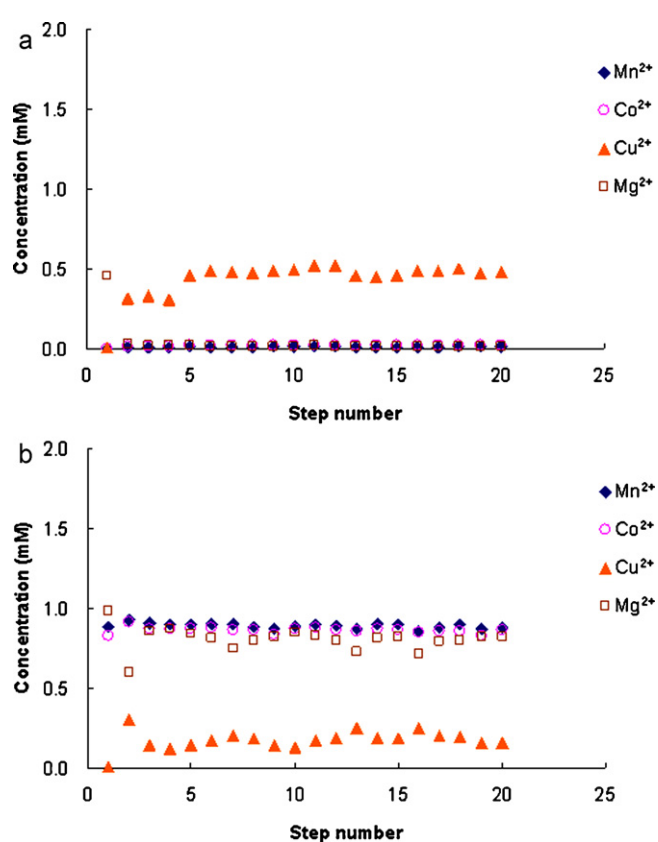 a
2.0
1.5
1.0
0.5
0.0
Concentration (mM)
0 5 10 15 20 25
Step number
Mn²⁺
Co²⁺
Cu²⁺
Mg²⁺
b
2.0
1.5
1.0
0.5
0.0
Concentration (mM)
0 5 10 15 20 25
Step number
Mn²⁺
Co²⁺
Cu²⁺
Mg²⁺